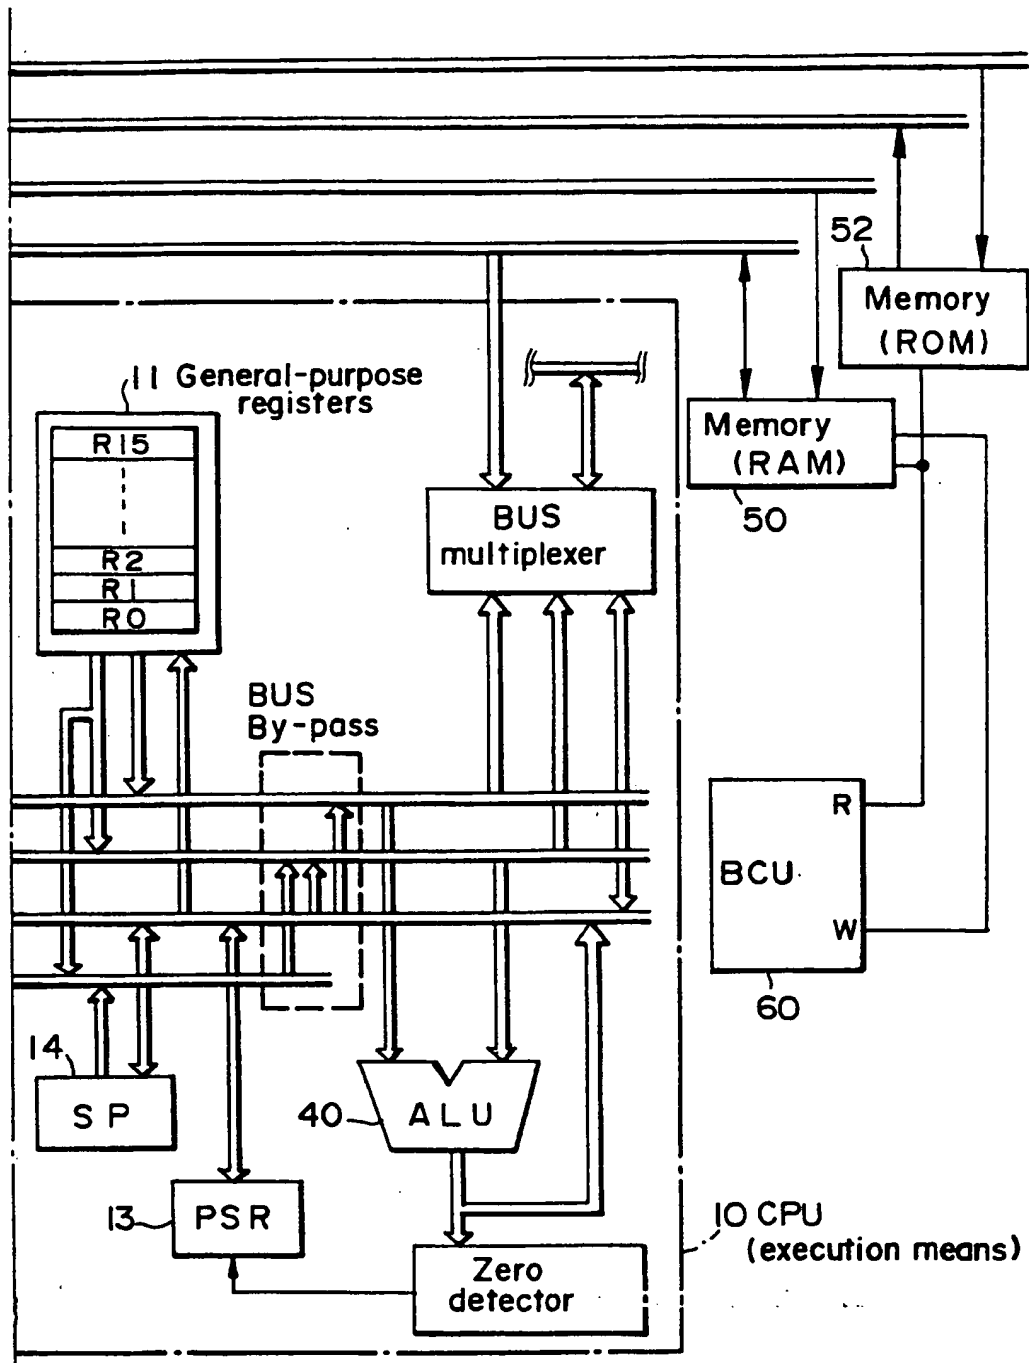 52
Memory
(ROM)
11 General-purpose
registers
R15
R2
R1
R0
Memory
(RAM)
50
BUS
multiplexer
BUS
By-pass
R
BCU
W
60
14
SP
40
ALU
13
PSR
10 CPU
(execution means)
Zero
detector